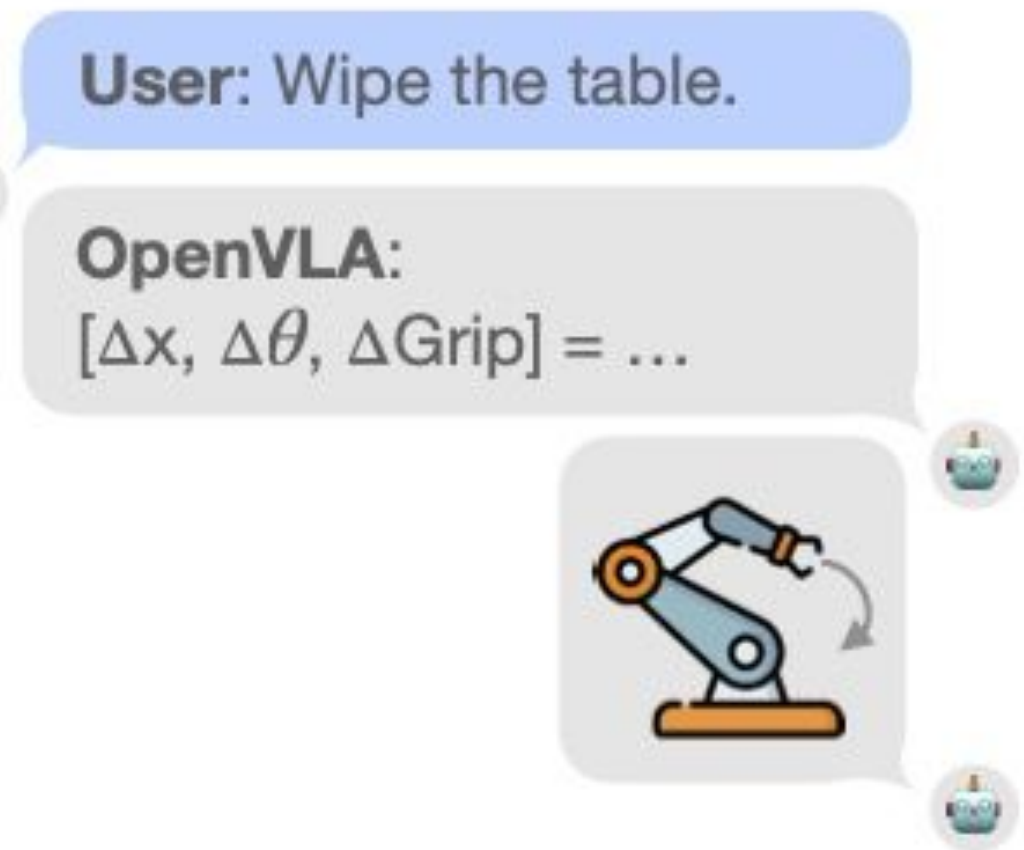 User: Wipe the table.
OpenVLA:
[Δx, Δθ, ΔGrip] = ...